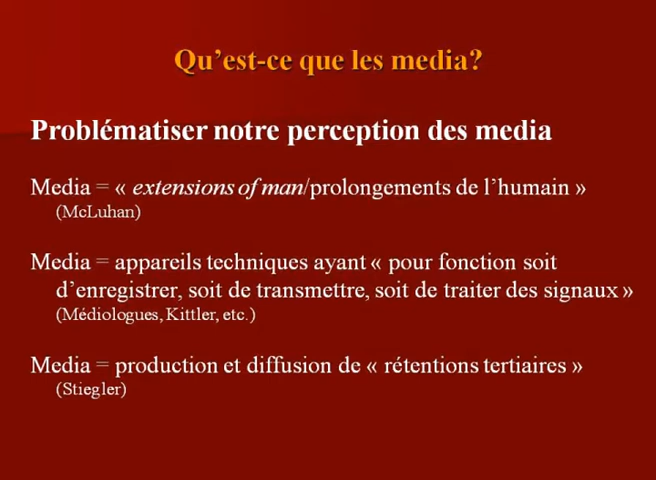 Qu’est-ce que les media?
Problématiser notre perception des media
Media = « extensions of man/prolongements de l’humain »
(McLuhan)
Media = appareils techniques ayant « pour fonction soit
d’enregistrer, soit de transmettre, soit de traiter des signaux »
(Médiologues, Kittler, etc.)
Media = production et diffusion de « rétentions tertiaires »
(Stiegler)